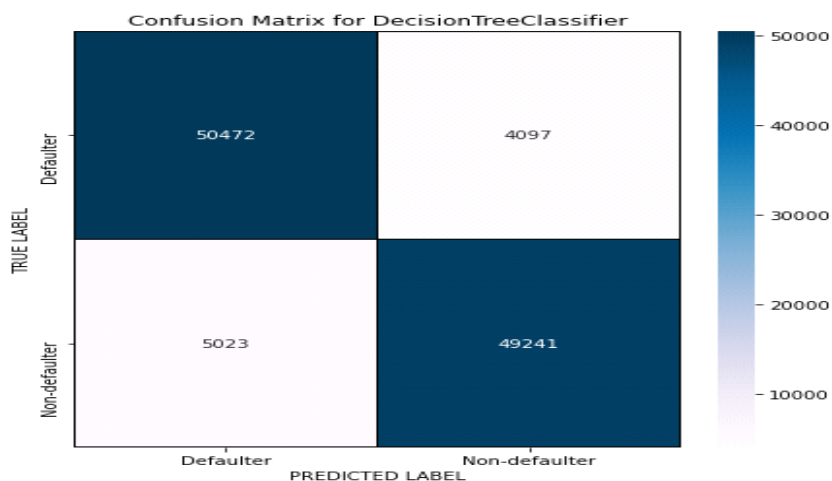 Confusion Matrix for DecisionTreeClassifier
TRUE LABEL
Defaulter
Non-defaulter
50472
4097
5023
49241
Defaulter
Non-defaulter
PREDICTED LABEL
50000
40000
30000
20000
10000